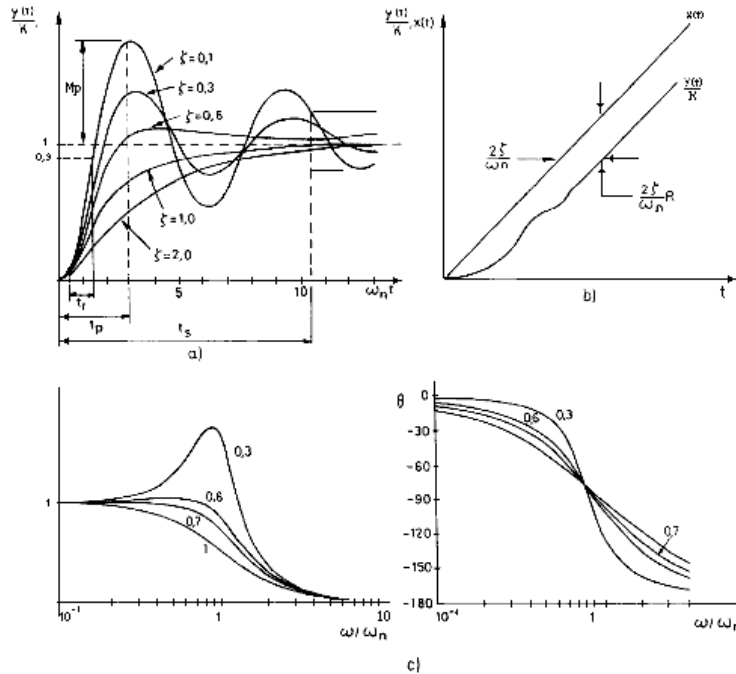 y(t)/K,
Mp
1
0,9
ζ=0,1
ζ=0,3
ζ=0,6
ζ=1,0
ζ=2,0
5
10
ωn t
tr
tp
ts
a)
y(t)/K, x(t)
x(t)
y(t)/K
2ζ/ωn
2ζ/ωn R
b)
t
1
0,3
0,6
0,7
1
10⁻¹
1
10
ω/ωn
θ
0
-30
-60
-90
-120
-150
-180
0,3
0,6
0,7
10⁻¹
1
ω/ωn
c)